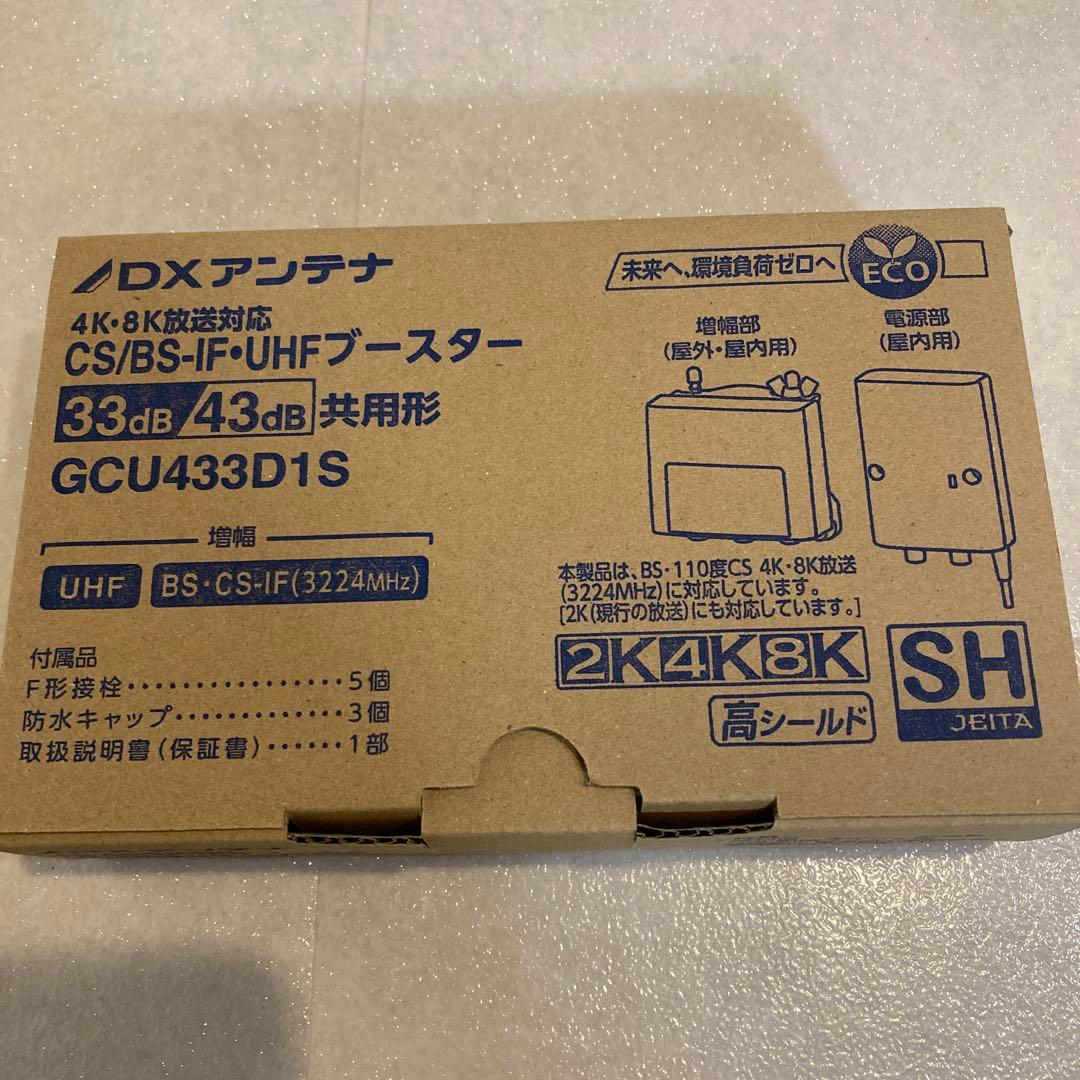 DXアンテナ
4K・8K放送対応
CS/BS-IF・UHFブースター
33dB/43dB 共用形
GCU433D1S
増幅
UHF BS・CS-IF(3224MHz)
付属品
F形接栓・・・・・・・・・・・・・・・・5個
防水キャップ・・・・・・・・・・・・・3個
取扱説明書(保証書)・・・・・・1部
未来へ、環境負荷ゼロへ
ECO
増幅部
(屋外・屋内用)
電源部
(屋内用)
本製品は、BS・110度CS 4K・8K放送
(3224MHz)に対応しています。
[2K(現行の放送)にも対応しています。]
2K4K8K
高シールド
SH
JEITA